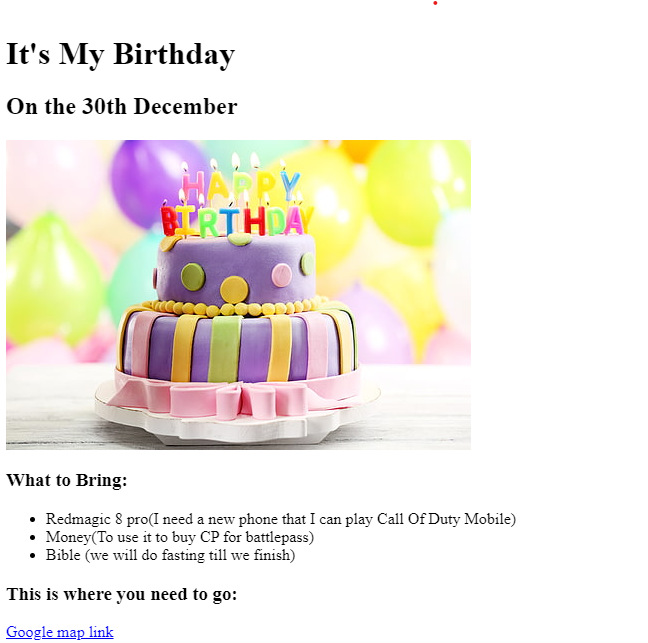 It's My Birthday
On the 30th December
HAPPY
BIRTHDAY
What to Bring:
Redmagic 8 pro(I need a new phone that I can play Call Of Duty Mobile)
Money(To use it to buy CP for battlepass)
Bible (we will do fasting till we finish)
This is where you need to go:
Google map link